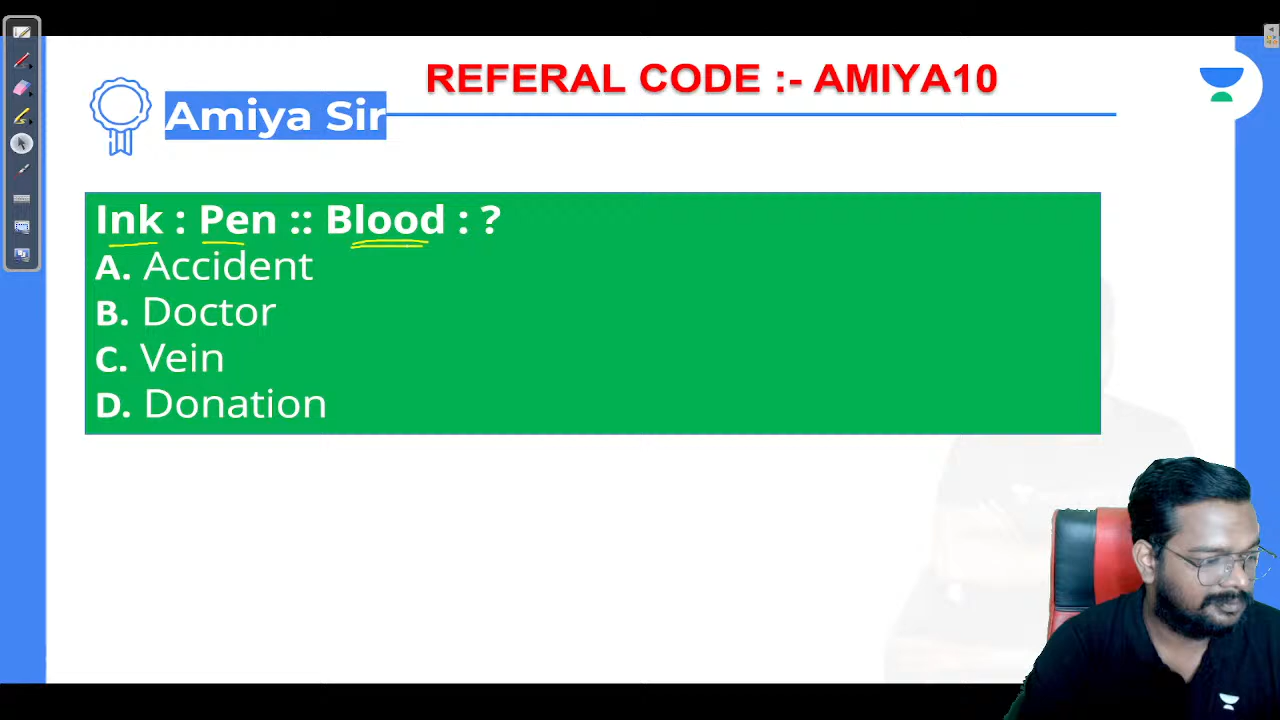 REFERAL CODE :- AMIYA10
Amiya Sir
Ink : Pen :: Blood : ?
A. Accident
B. Doctor
C. Vein
D. Donation